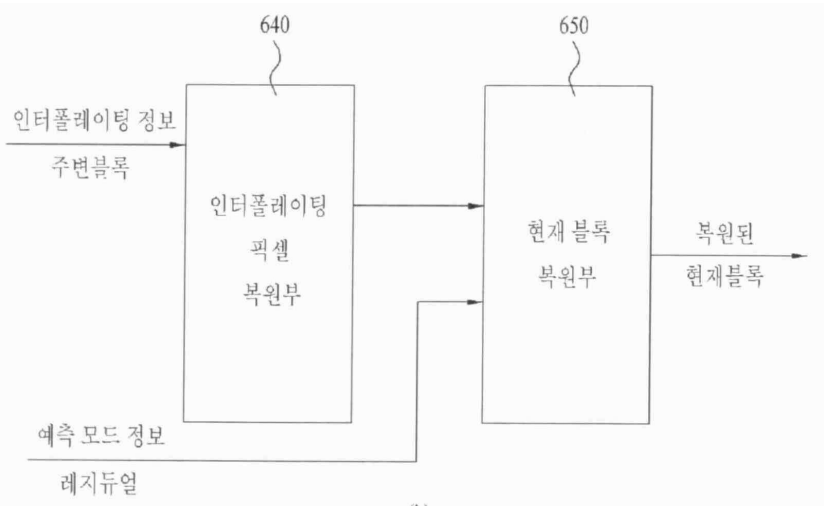 640
650
인터폴레이팅 정보
주변블록
인터폴레이팅
픽셀
복원부
현재 블록
복원부
복원된
현재블록
예측 모드 정보
레지듀얼